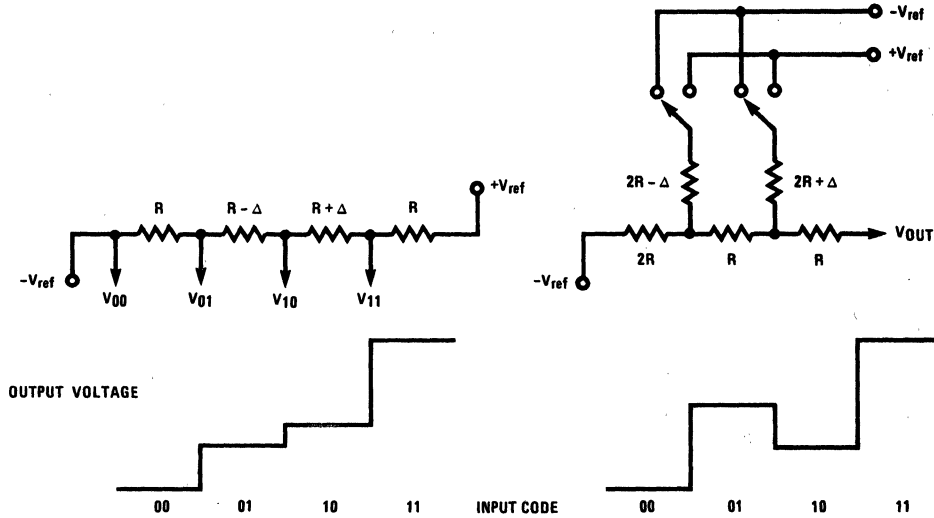 -Vref
+Vref
2R - Δ
2R + Δ
+Vref
R
R - Δ
R + Δ
R
VOUT
2R
R
R
-Vref
V00
V01
V10
V11
-Vref
OUTPUT VOLTAGE
00
01
10
11
INPUT CODE
00
01
10
11